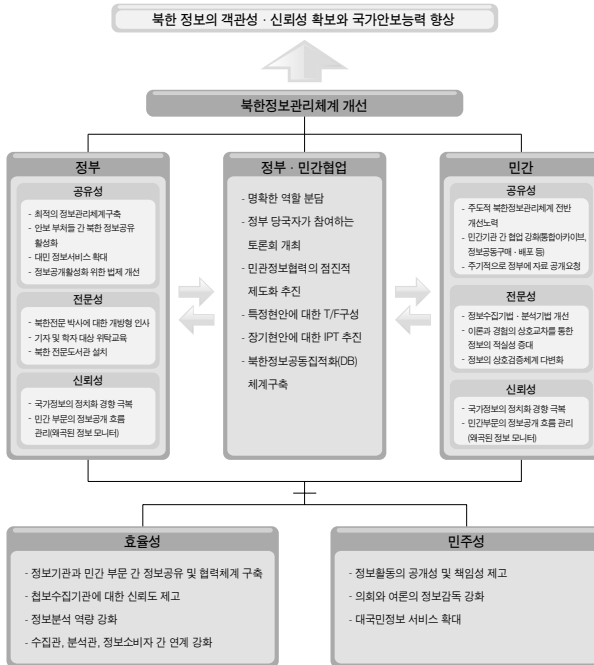 북한 정보의 객관성 · 신뢰성 확보와 국가안보능력 향상
북한정보관리체계 개선
정부
공유성
- 최적의 정보관리체계구축
- 안보 부처들 간 북한 정보공유
활성화
- 대민 정보서비스 확대
- 정보공개활성화 위한 법제 개선
전문성
- 북한전문 박사에 대한 개방형 인사
- 기자 및 학자 대상 위탁교육
- 북한 전문도서관 설치
신뢰성
- 국가정보의 정치화 경향 극복
- 민간 부문의 정보공개 흐름
관리(왜곡된 정보 모니터)
정부 · 민간협업
- 명확한 역할 분담
- 정부 당국자가 참여하는
토론회 개최
- 민관정보협력의 점진적
제도화 추진
- 특정현안에 대한 T/F구성
- 장기현안에 대한 IPT 추진
- 북한정보공동집적화(DB)
체계구축
민간
공유성
- 주도적 북한정보관리체계 전반
개선노력
- 민간기관 간 협업 강화(통합아카이브,
정보공동구매 · 배포 등)
- 주기적으로 정부에 자료 공개요청
전문성
- 정보수집기법 · 분석기법 개선
- 이론과 경험의 상호교차를 통한
정보의 적실성 증대
- 정보의 상호검증체계 다변화
신뢰성
- 국가정보의 정치화 경향 극복
- 민간부문의 정보공개 흐름 관리
(왜곡된 정보 모니터)
효율성
- 정보기관과 민간 부문 간 정보공유 및 협력체계 구축
- 첩보수집기관에 대한 신뢰도 제고
- 정보분석 역량 강화
- 수집관, 분석관, 정보소비자 간 연계 강화
민주성
- 정보활동의 공개성 및 책임성 제고
- 의회와 여론의 정보감독 강화
- 대국민정보 서비스 확대